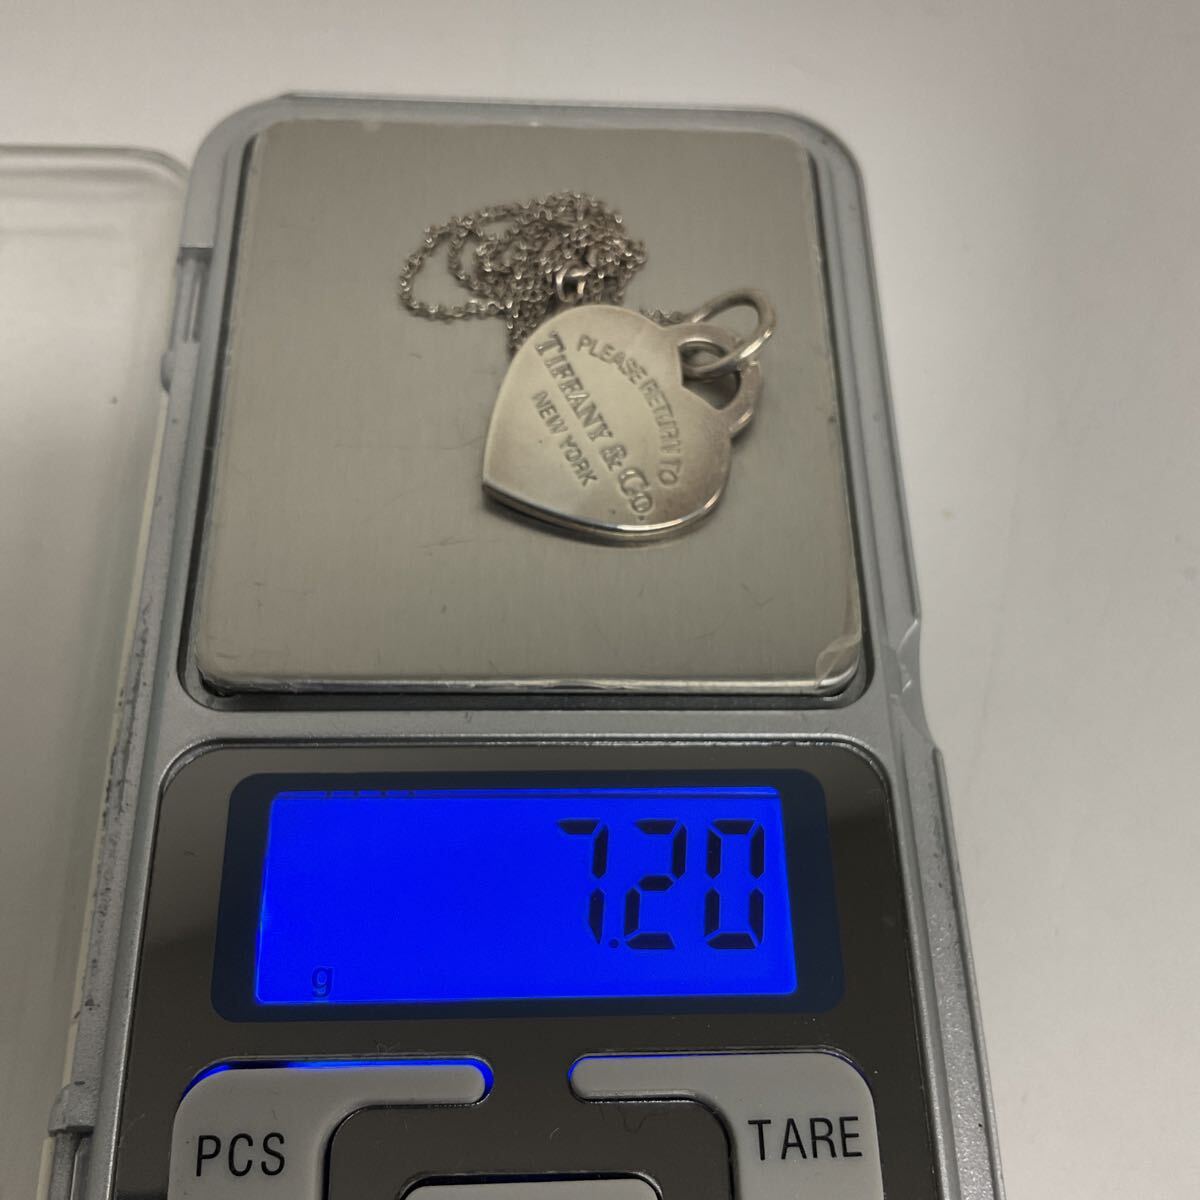 PLEASE RETURN TO
TIFFANY & CO.
NEW YORK
7.20
g
PCS
TARE